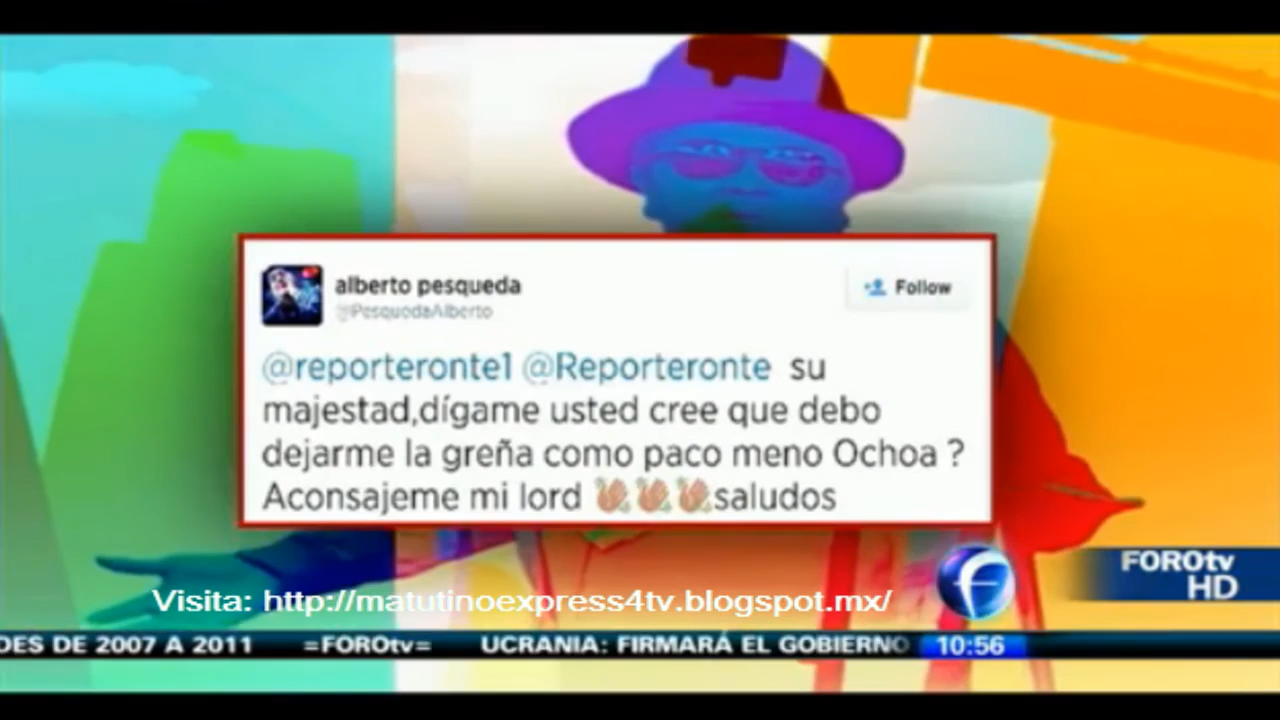 alberto pesqueda
Follow
@PesquedaAlberto
@reporteronte1 @Reporteronte su
majestad,dígame usted cree que debo
dejarme la greña como paco meno Ochoa ?
Aconsajeme mi lord 👏👏👏saludos
FOROtv
HD
Visita: http://matutinoexpress4tv.blogspot.mx/
DES DE 2007 A 2011 =FOROtv= UCRANIA: FIRMARÁ EL GOBIERNO 10:56